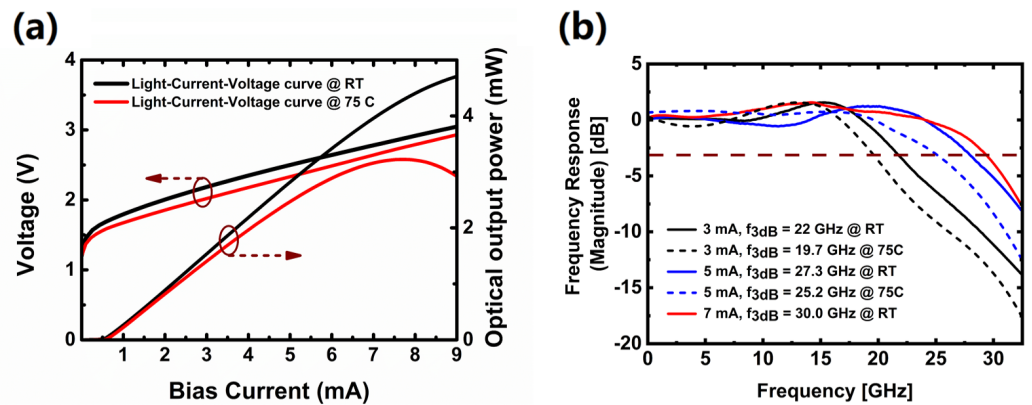 (a)
4
3
2
1
0
Voltage (V)
Light-Current-Voltage curve @ RT
Light-Current-Voltage curve @ 75 C
4
2
0
Optical output power (mW)
1 2 3 4 5 6 7 8 9
Bias Current (mA)
(b)
5
0
-5
-10
-15
-20
Frequency Response
(Magnitude) [dB]
3 mA, f3dB = 22 GHz @ RT
3 mA, f3dB = 19.7 GHz @ 75C
5 mA, f3dB = 27.3 GHz @ RT
5 mA, f3dB = 25.2 GHz @ 75C
7 mA, f3dB = 30.0 GHz @ RT
0 5 10 15 20 25 30
Frequency [GHz]